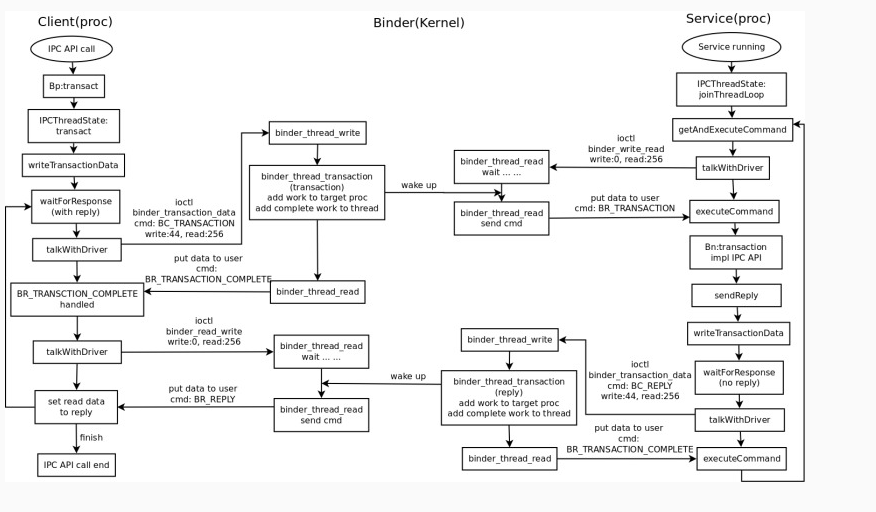 Client(proc)
Binder(Kernel)
Service(proc)
IPC API call
Bp:transact
IPCThreadState:
transact
writeTransactionData
waitForResponse
(with reply)
talkWithDriver
BR_TRANSCTION_COMPLETE
handled
talkWithDriver
set read data
to reply
finish
IPC API call end
ioctl
binder_transaction_data
cmd: BC_TRANSACTION
write:44, read:256
put data to user
cmd:
BR_TRANSACTION_COMPLETE
ioctl
binder_read_write
write:0, read:256
put data to user
cmd: BR_REPLY
binder_thread_write
binder_thread_transaction
(transaction)
add work to target proc
add complete work to thread
binder_thread_read
binder_thread_read
wait ... ...
binder_thread_read
send cmd
wake up
wake up
binder_thread_read
wait ... ...
binder_thread_read
send cmd
binder_thread_write
binder_thread_transaction
(reply)
add work to target proc
add complete work to thread
binder_thread_read
ioctl
binder_write_read
write:0, read:256
put data to user
cmd: BR_TRANSACTION
ioctl
binder_transaction_data
cmd: BC_REPLY
write:44, read:256
put data to user
cmd:
BR_TRANSACTION_COMPLETE
Service running
IPCThreadState:
joinThreadLoop
getAndExecuteCommand
talkWithDriver
executeCommand
Bn:transaction
impl IPC API
sendReply
writeTransactionData
waitForResponse
(no reply)
talkWithDriver
executeCommand